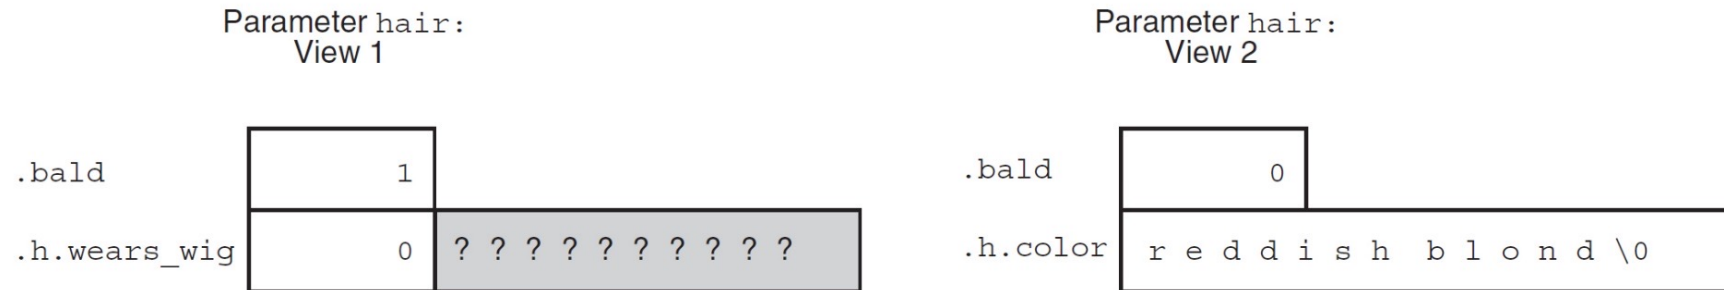 Parameter hair:
View 1
.bald 1
.h.wears_wig 0 ? ? ? ? ? ? ? ? ? ?
Parameter hair:
View 2
.bald 0
.h.color r e d d i s h   b l o n d \0